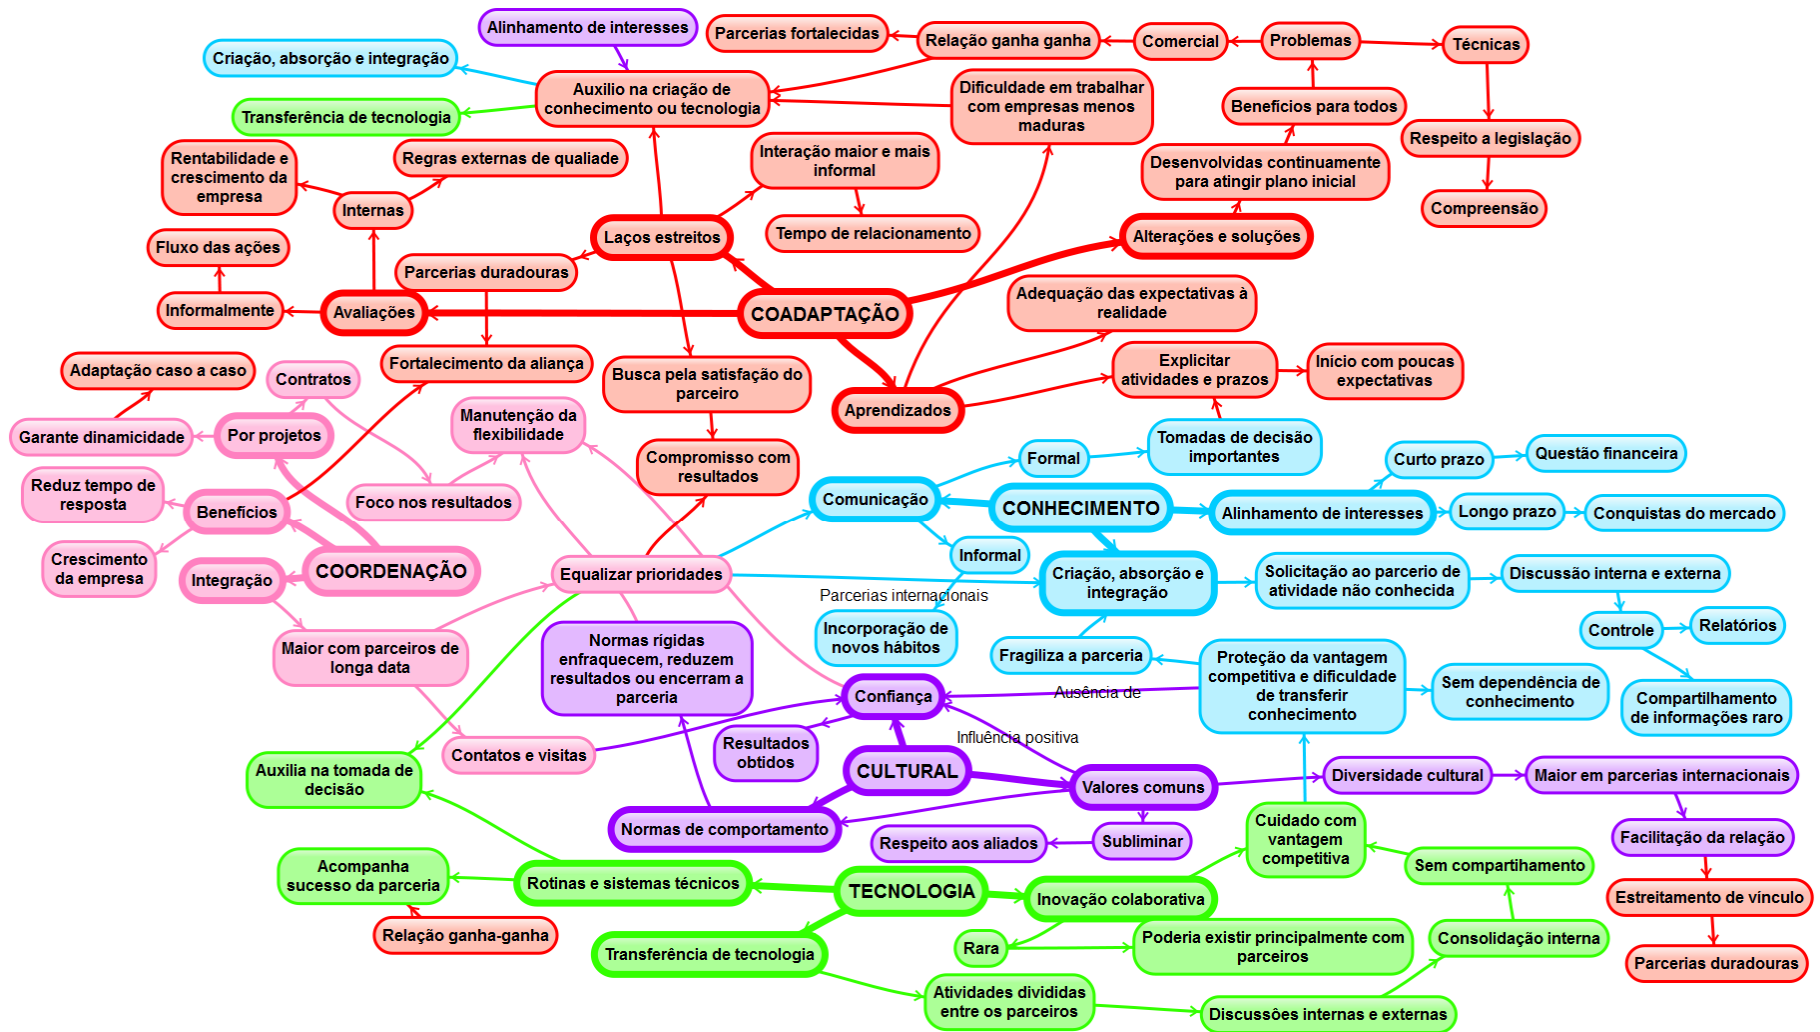 Alinhamento de interesses
Parcerias fortalecidas
Relação ganha ganha
Comercial
Problemas
Técnicas
Criação, absorção e integração
Auxilio na criação de
conhecimento ou tecnologia
Dificuldade em trabalhar
com empresas menos
maduras
Benefícios para todos
Transferência de tecnologia
Respeito a legislação
Rentabilidade e
crescimento da
empresa
Regras externas de qualiade
Interação maior e mais
informal
Desenvolvidas continuamente
para atingir plano inicial
Internas
Compreensão
Tempo de relacionamento
Laços estreitos
Alterações e soluções
Fluxo das ações
Parcerias duradouras
Informalmente
Avaliações
COADAPTAÇÃO
Adequação das expectativas à
realidade
Adaptação caso a caso
Contratos
Fortalecimento da aliança
Busca pela satisfação do
parceiro
Explicitar
atividades e prazos
Início com poucas
expectativas
Aprendizados
Garante dinamicidade
Por projetos
Manutenção da
flexibilidade
Tomadas de decisão
importantes
Formal
Curto prazo
Questão financeira
Compromisso com
resultados
Reduz tempo de
resposta
Benefícios
Foco nos resultados
Comunicação
CONHECIMENTO
Alinhamento de interesses
Longo prazo
Conquistas do mercado
Informal
Crescimento
da empresa
Integração
COORDENAÇÃO
Equalizar prioridades
Criação, absorção e
integração
Solicitação ao parcerio de
atividade não conhecida
Discussão interna e externa
Parcerias internacionais
Incorporação de
novos hábitos
Controle
Relatórios
Maior com parceiros de
longa data
Normas rígidas
enfraquecem, reduzem
resultados ou encerram a
parceria
Fragiliza a parceria
Proteção da vantagem
competitiva e dificuldade
de transferir
conhecimento
Sem dependência de
conhecimento
Compartilhamento
de informações raro
Confiança
Ausência de
Influência positiva
Contatos e visitas
Resultados
obtidos
CULTURAL
Valores comuns
Diversidade cultural
Maior em parcerias internacionais
Auxilia na tomada de
decisão
Normas de comportamento
Respeito aos aliados
Subliminar
Cuidado com
vantagem
competitiva
Facilitação da relação
Sem compartihamento
Acompanha
sucesso da parceria
Rotinas e sistemas técnicos
TECNOLOGIA
Inovação colaborativa
Estreitamento de vínculo
Relação ganha-ganha
Transferência de tecnologia
Rara
Poderia existir principalmente com
parceiros
Consolidação interna
Parcerias duradouras
Atividades divididas
entre os parceiros
Discussões internas e externas